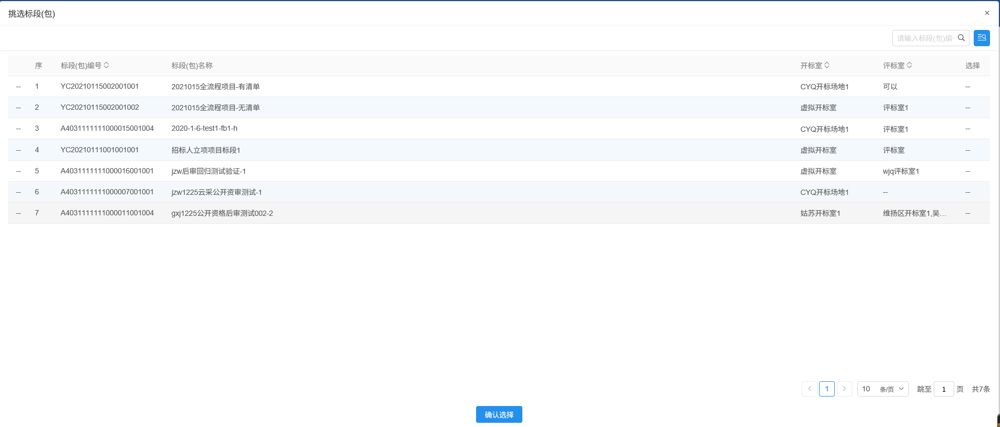 挑选标段(包)
×
请输入标段(包)编
序 标段(包)编号 标段(包)名称 开标室 评标室 选择
-- 1 YC20210115002001001 2021015全流程项目-有清单 CYQ开标场地1 可以 --
-- 2 YC20210115002001002 2021015全流程项目-无清单 虚拟开标室 评标室1 --
-- 3 A4031111111000015001004 2020-1-6-test1-fb1-h CYQ开标场地1 评标室1 --
-- 4 YC20210111001001001 招标人立项项目标段1 虚拟开标室 评标室 --
-- 5 A4031111111000016001001 jzw后审回归测试验证-1 虚拟开标室 wjq评标室1 --
-- 6 A4031111111000007001001 jzw1225云采公开资审测试-1 CYQ开标场地1 -- --
-- 7 A4031111111000011001004 gxj1225公开资格后审测试002-2 姑苏开标室1 维扬区开标室1,吴... --
1 10 条/页 跳至 1 页 共7条
确认选择